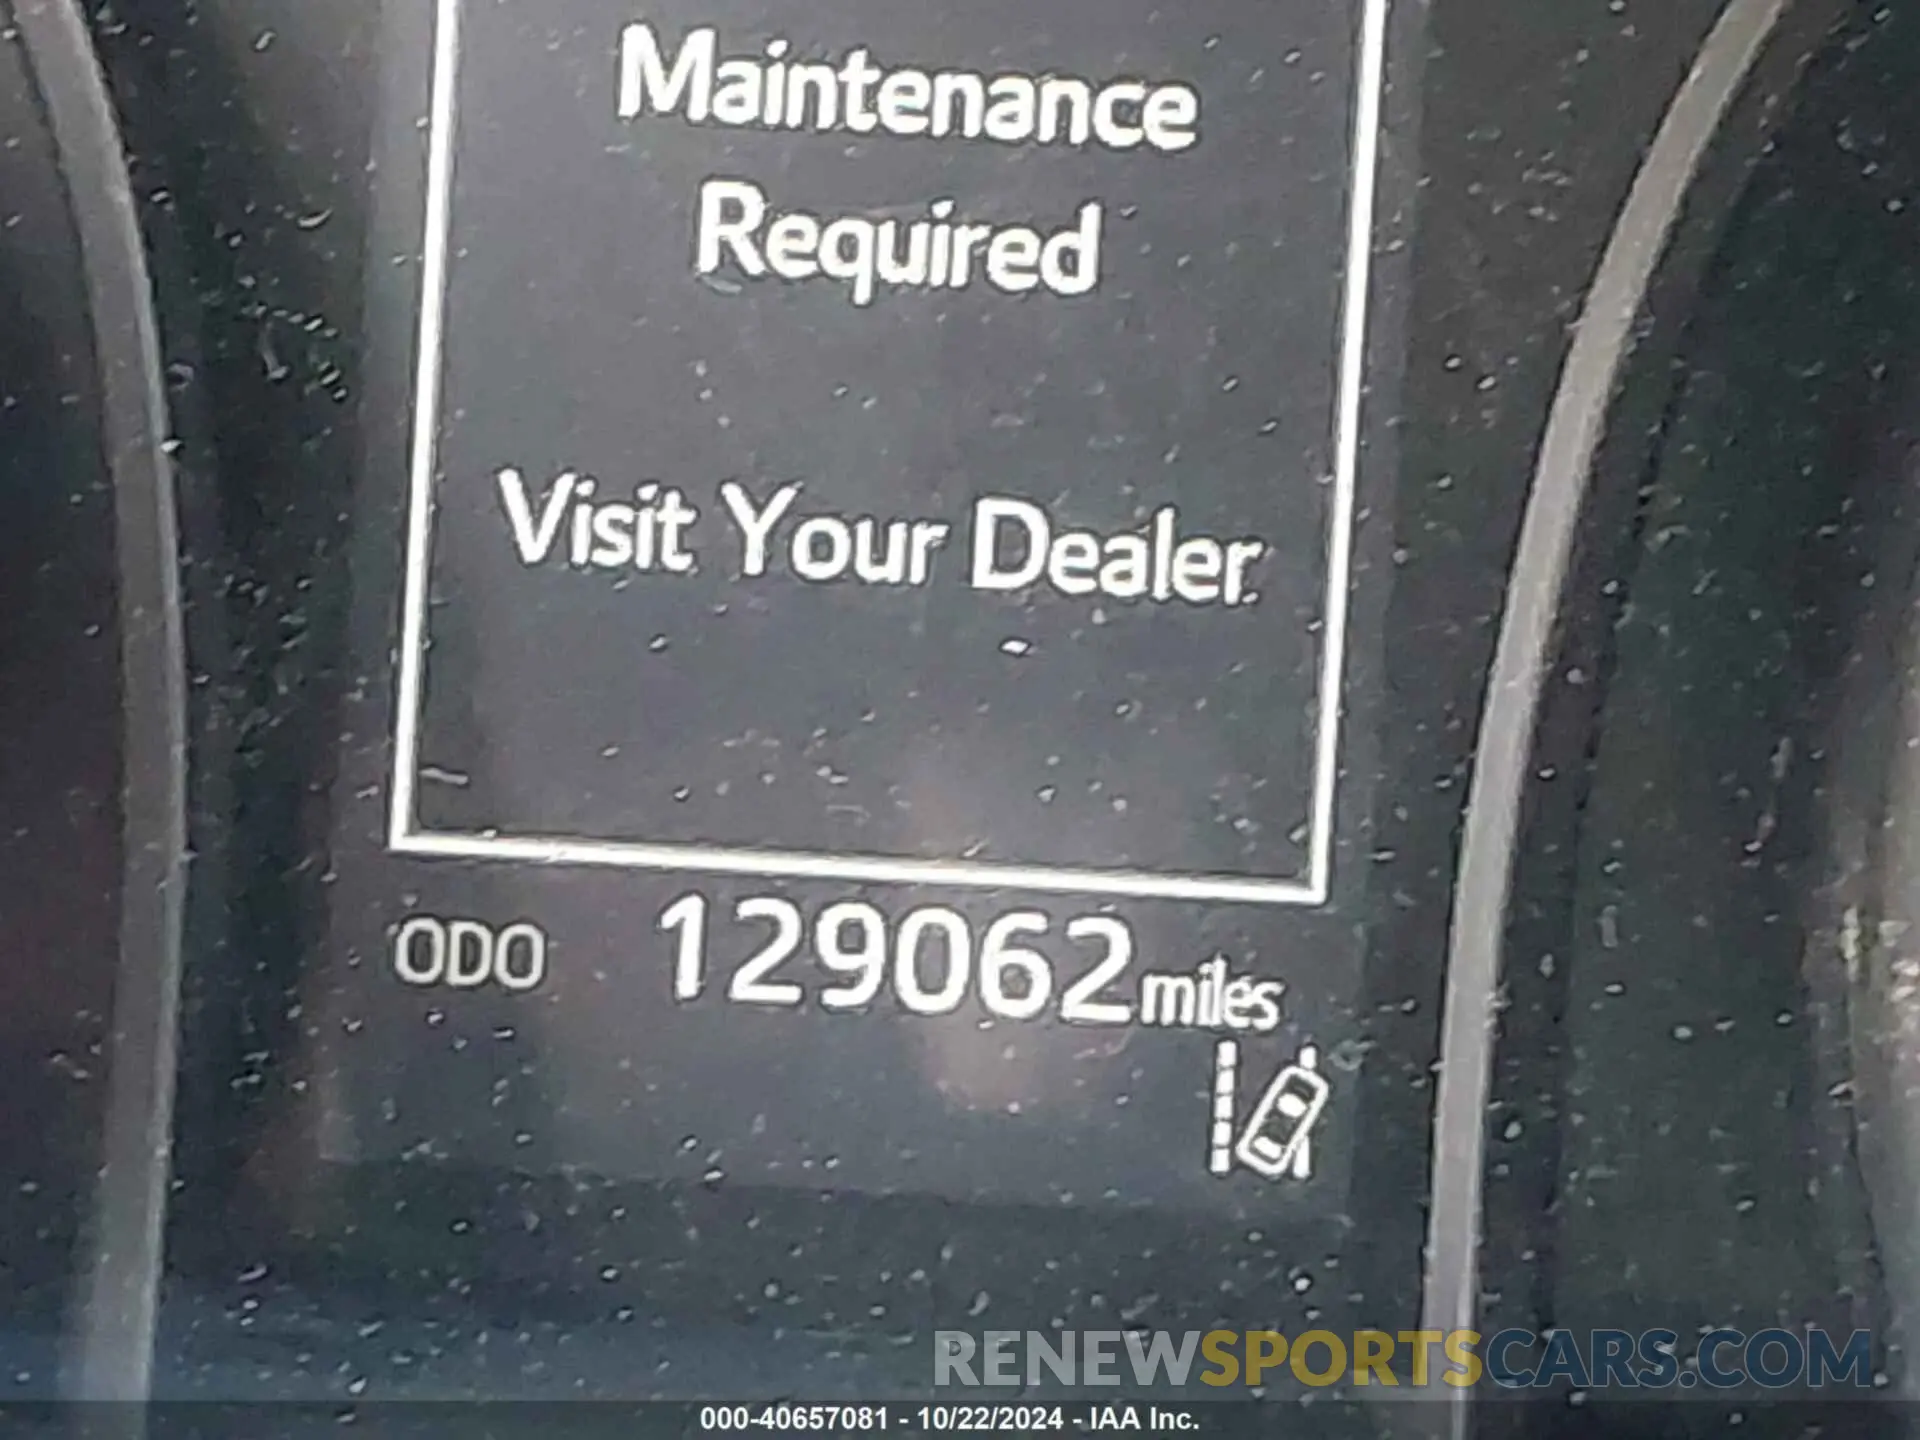 Maintenance
Required
Visit Your Dealer.
ODO 129062 miles
RENEWSPORTSCARS.COM
000-40657081 - 10/22/2024 - IAA Inc.